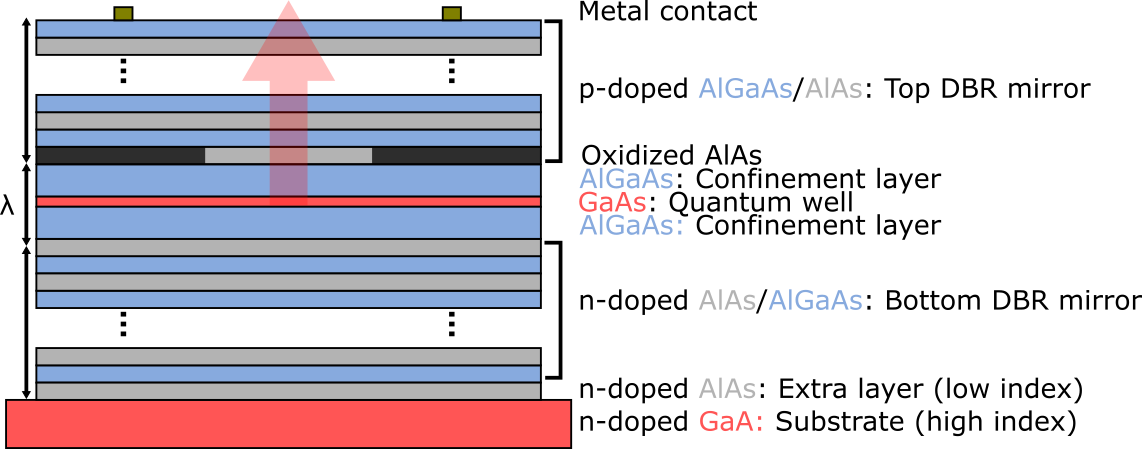 Metal contact
p-doped AlGaAs/AlAs: Top DBR mirror
Oxidized AlAs
AlGaAs: Confinement layer
λ
GaAs: Quantum well
AlGaAs: Confinement layer
n-doped AlAs/AlGaAs: Bottom DBR mirror
n-doped AlAs: Extra layer (low index)
n-doped GaA: Substrate (high index)